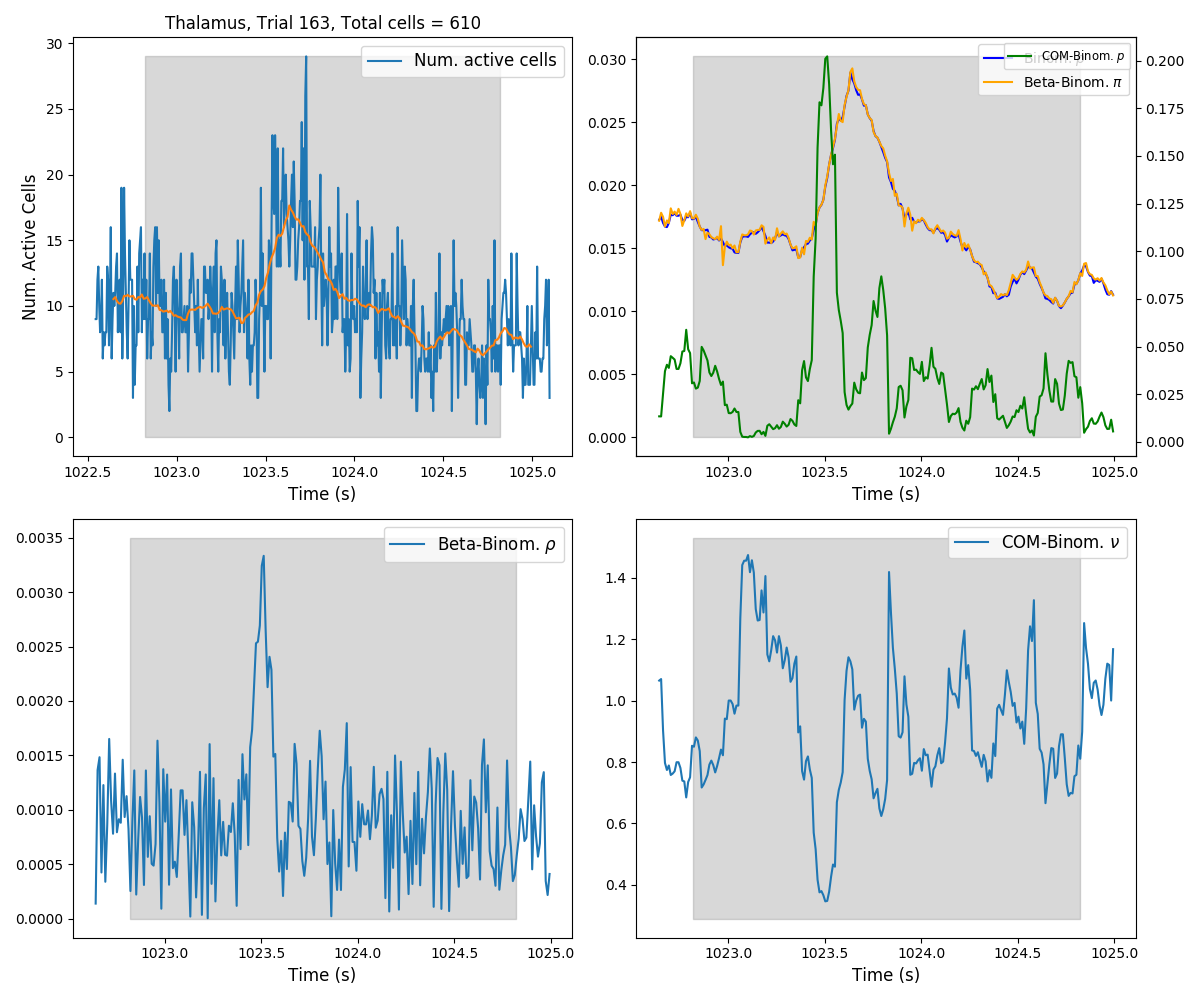 Thalamus, Trial 163, Total cells = 610
Num. active cells
Num. Active Cells
30
25
20
15
10
5
0
1022.5 1023.0 1023.5 1024.0 1024.5 1025.0
Time (s)
COM-Binom. p
Beta-Binom. π
0.030
0.025
0.020
0.015
0.010
0.005
0.000
0.200
0.175
0.150
0.125
0.100
0.075
0.050
0.025
0.000
1023.0 1023.5 1024.0 1024.5 1025.0
Time (s)
Beta-Binom. ρ
0.0035
0.0030
0.0025
0.0020
0.0015
0.0010
0.0005
0.0000
1023.0 1023.5 1024.0 1024.5 1025.0
Time (s)
COM-Binom. ν
1.4
1.2
1.0
0.8
0.6
0.4
1023.0 1023.5 1024.0 1024.5 1025.0
Time (s)